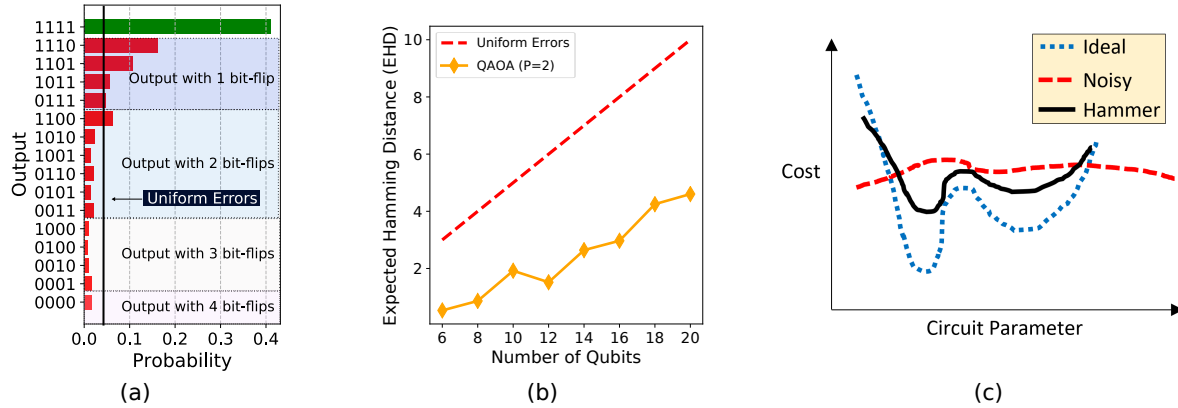 Output
1111
1110
1101
1011
0111
1100
1010
1001
0110
0101
0011
1000
0100
0010
0001
0000
Output with 1 bit-flip
Output with 2 bit-flips
Uniform Errors
Output with 3 bit-flips
Output with 4 bit-flips
0.0 0.1 0.2 0.3 0.4
Probability
(a)
Expected Hamming Distance (EHD)
10
8
6
4
2
Uniform Errors
QAOA (P=2)
6 8 10 12 14 16 18 20
Number of Qubits
(b)
Ideal
Noisy
Hammer
Cost
Circuit Parameter
(c)